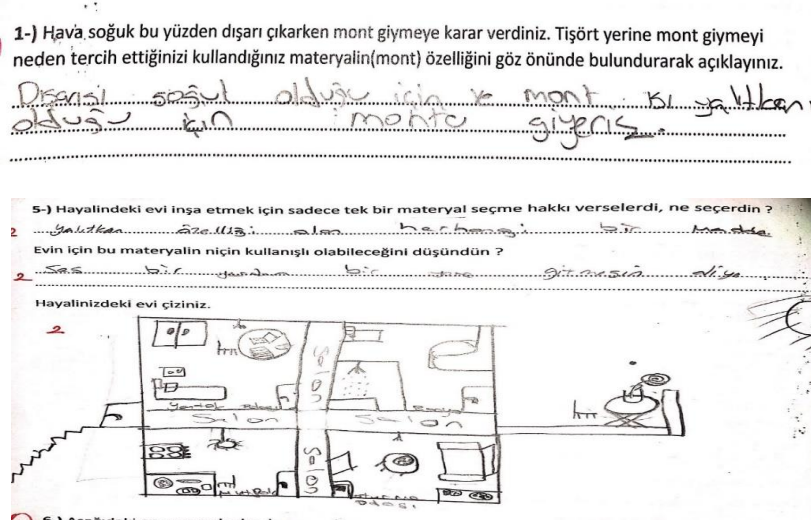 1-) Hava soğuk bu yüzden dışarı çıkarken mont giymeye karar verdiniz. Tişört yerine mont giymeyi
neden tercih ettiğinizi kullandığınız materyalin(mont) özelliğini göz önünde bulundurarak açıklayınız.
Dışarısı soğuk olduğu için ve mont ısı yalıtkan
olduğu için montu giyeriz.
5-) Hayalindeki evi inşa etmek için sadece tek bir materyal seçme hakkı verselerdi, ne seçerdin ?
2 Yalıtkan özelliği olan herhangi bir madde
Evin için bu materyalin niçin kullanışlı olabileceğini düşündün ?
2 Ses bir yandan bir gitmesin diye
Hayalinizdeki evi çiziniz.
2
Salon
Salon